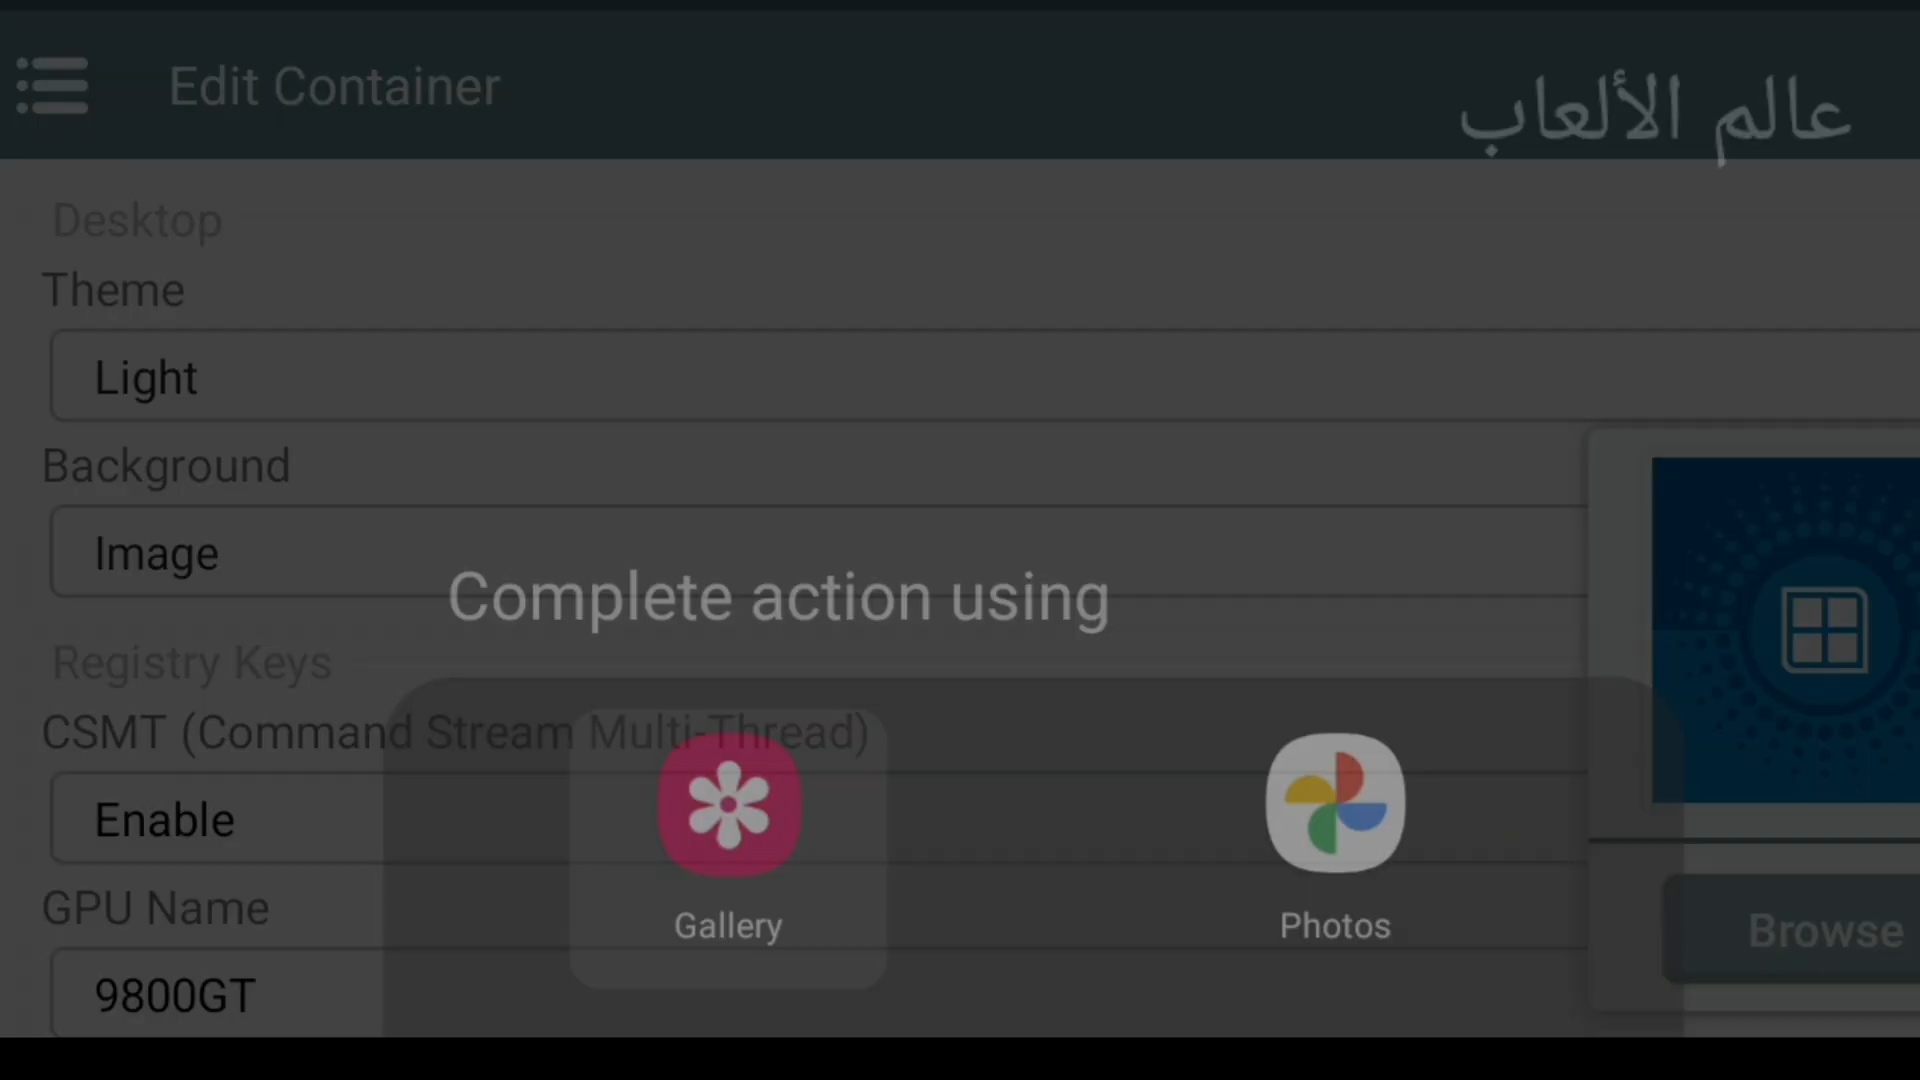 Edit Container
عالم الألعاب
Desktop
Theme
Light
Background
Image
Complete action using
Registry Keys
CSMT (Command Stream Multi-Thread)
Enable
Gallery
Photos
GPU Name
Browse
9800GT